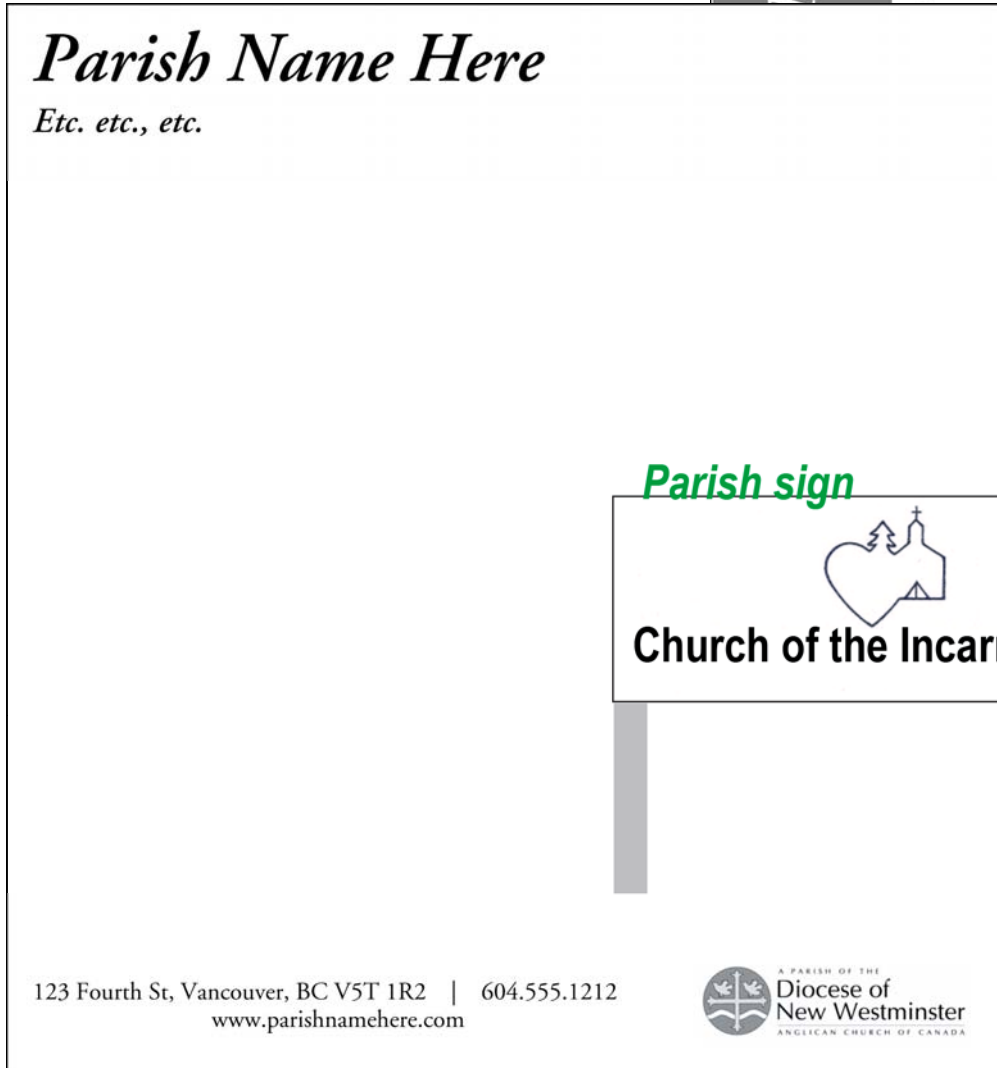 Parish Name Here
Etc. etc., etc.
Parish sign
Church of the Incarn
123 Fourth St, Vancouver, BC V5T 1R2 | 604.555.1212
www.parishnamehere.com
A PARISH OF THE
Diocese of
New Westminster
ANGLICAN CHURCH OF CANADA